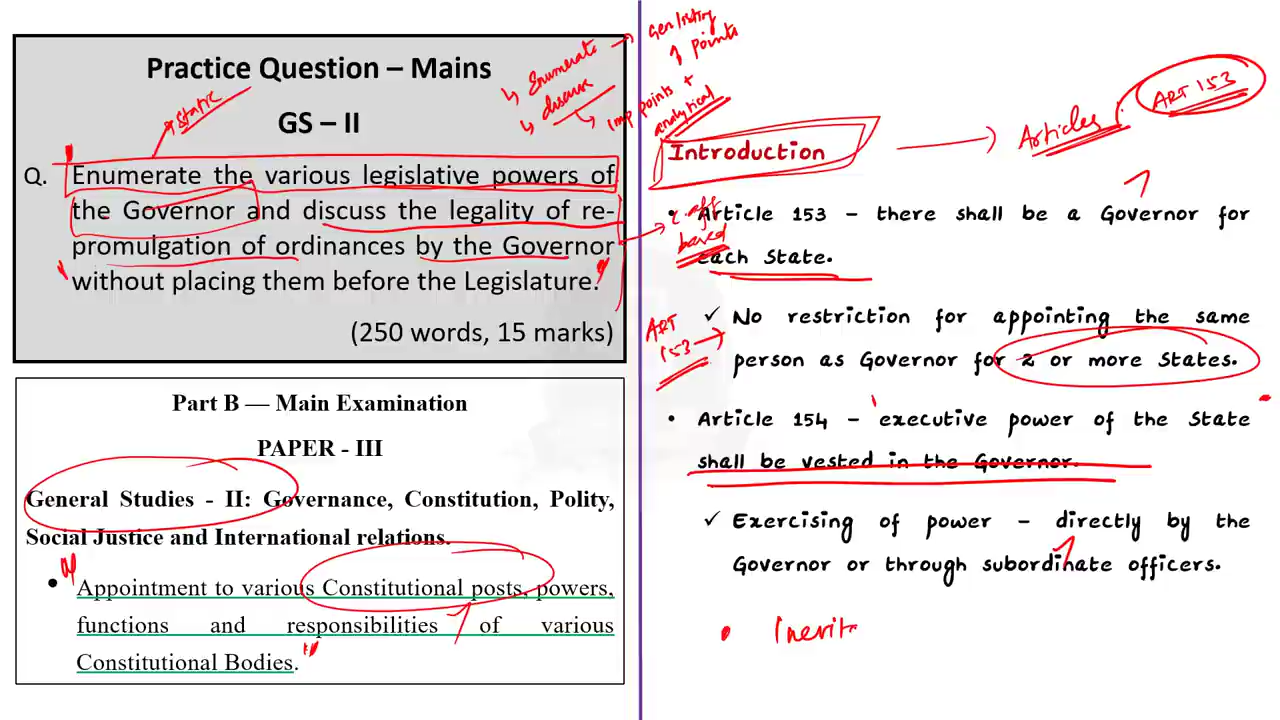 Practice Question – Mains
GS – II
Static
Enumerate
discuss
Gen listing
of points
Imp points +
analytical
Q. Enumerate the various legislative powers of
the Governor and discuss the legality of re-
promulgation of ordinances by the Governor
without placing them before the Legislature.
(250 words, 15 marks)
Part B — Main Examination
PAPER - III
General Studies - II: Governance, Constitution, Polity,
Social Justice and International relations.
• Appointment to various Constitutional posts, powers,
functions and responsibilities of various
Constitutional Bodies.
Introduction
Articles
ART 153
• Article 153 – there shall be a Governor for
based
each State.
✓ No restriction for appointing the same
person as Governor for 2 or more States.
ART
153
• Article 154 – executive power of the State
shall be vested in the Governor.
✓ Exercising of power – directly by the
Governor or through subordinate officers.